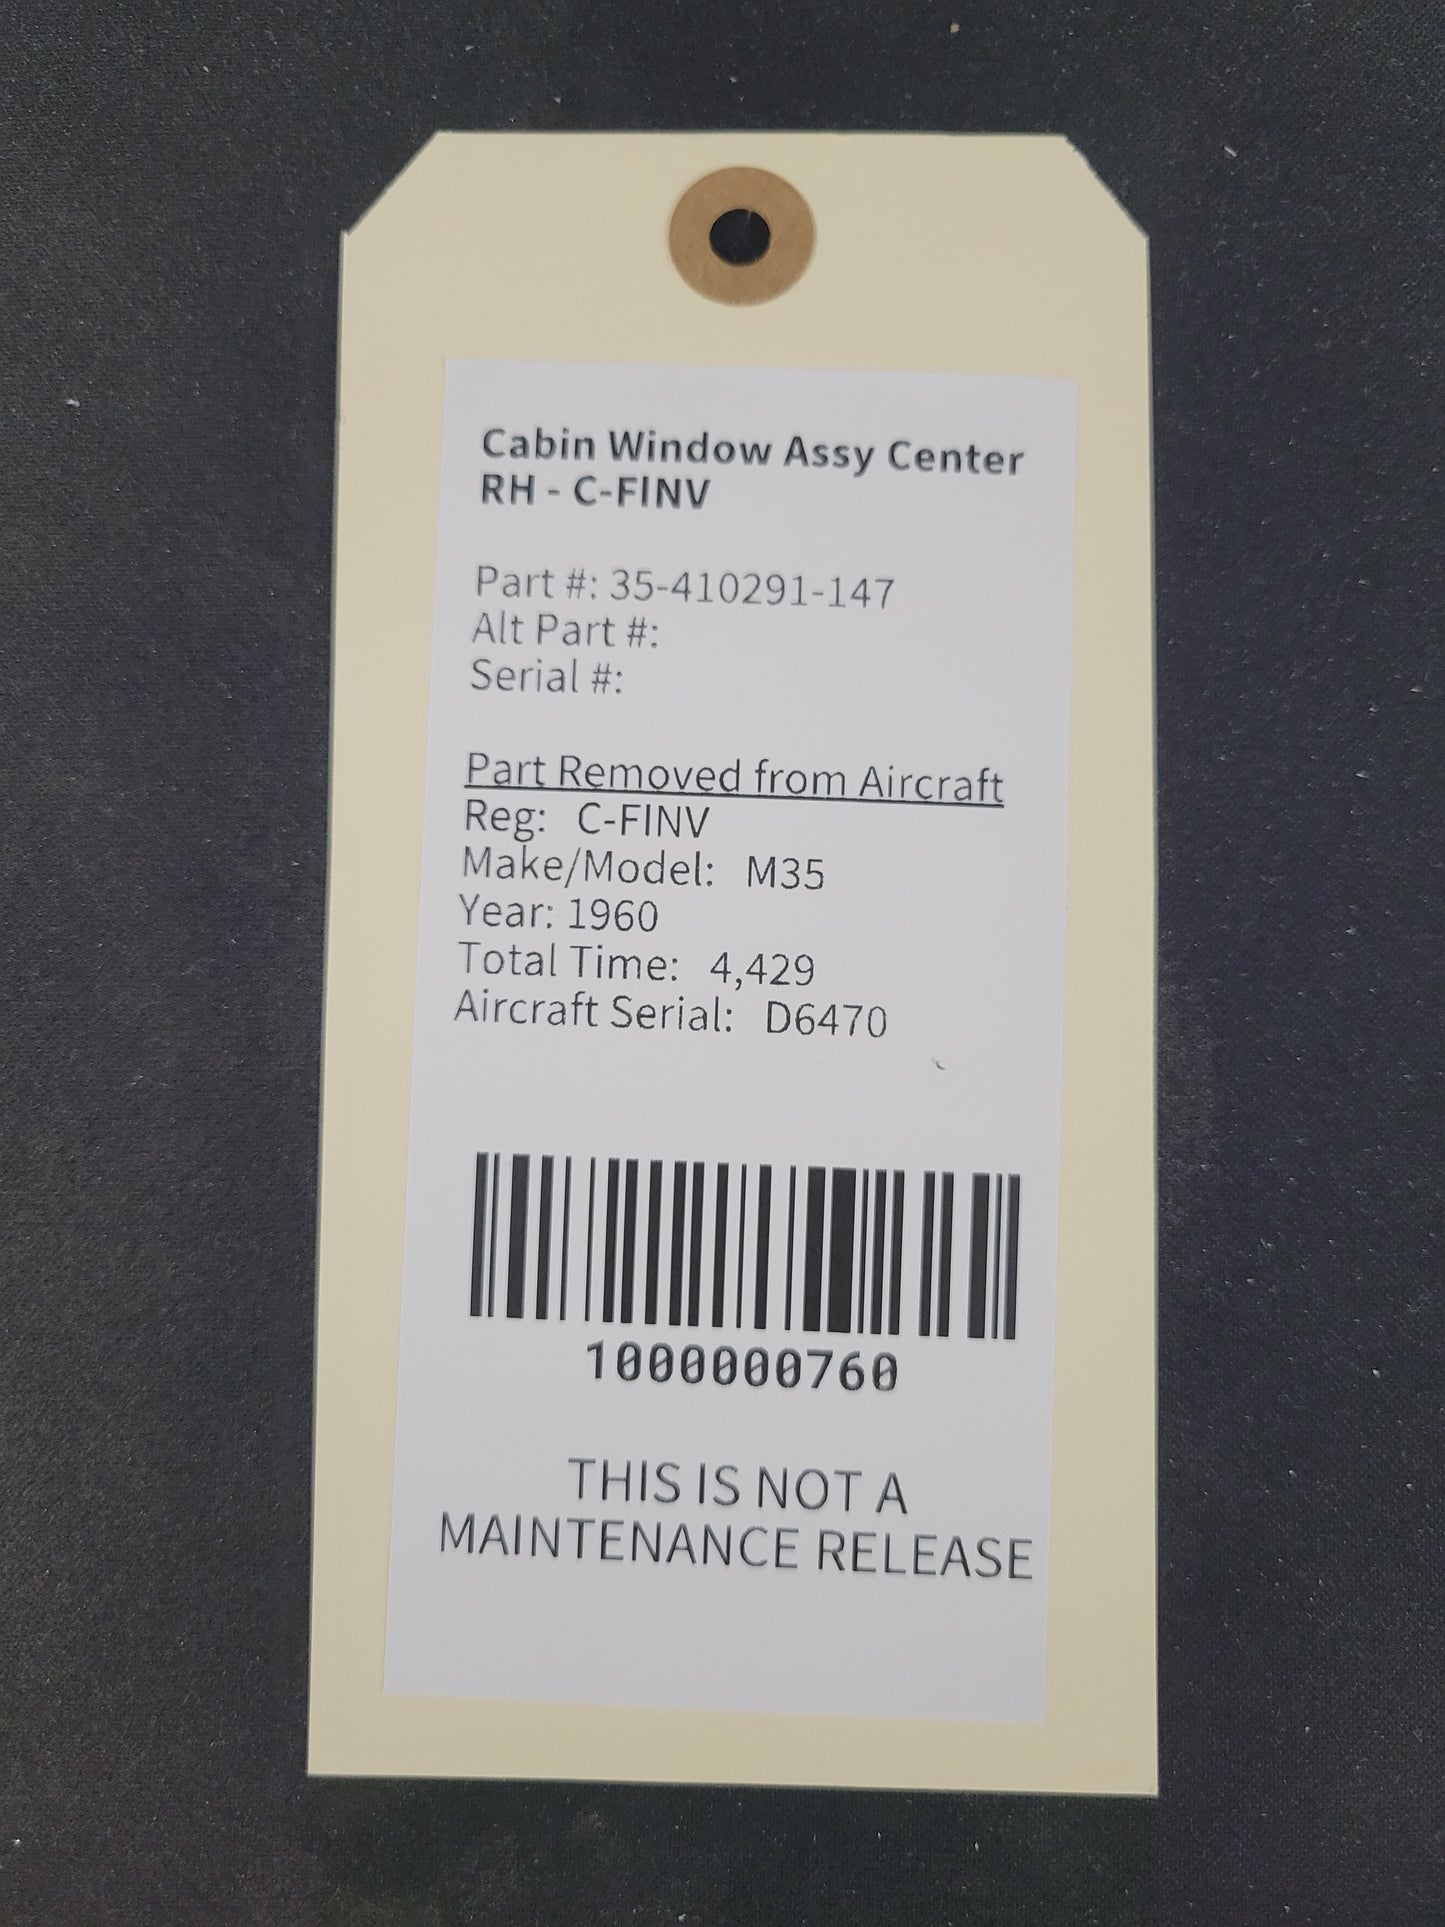 Cabin Window Assy Center
RH - C-FINV
Part #: 35-410291-147
Alt Part #:
Serial #:
Part Removed from Aircraft
Reg: C-FINV
Make/Model: M35
Year: 1960
Total Time: 4,429
Aircraft Serial: D6470
1000000760
THIS IS NOT A
MAINTENANCE RELEASE